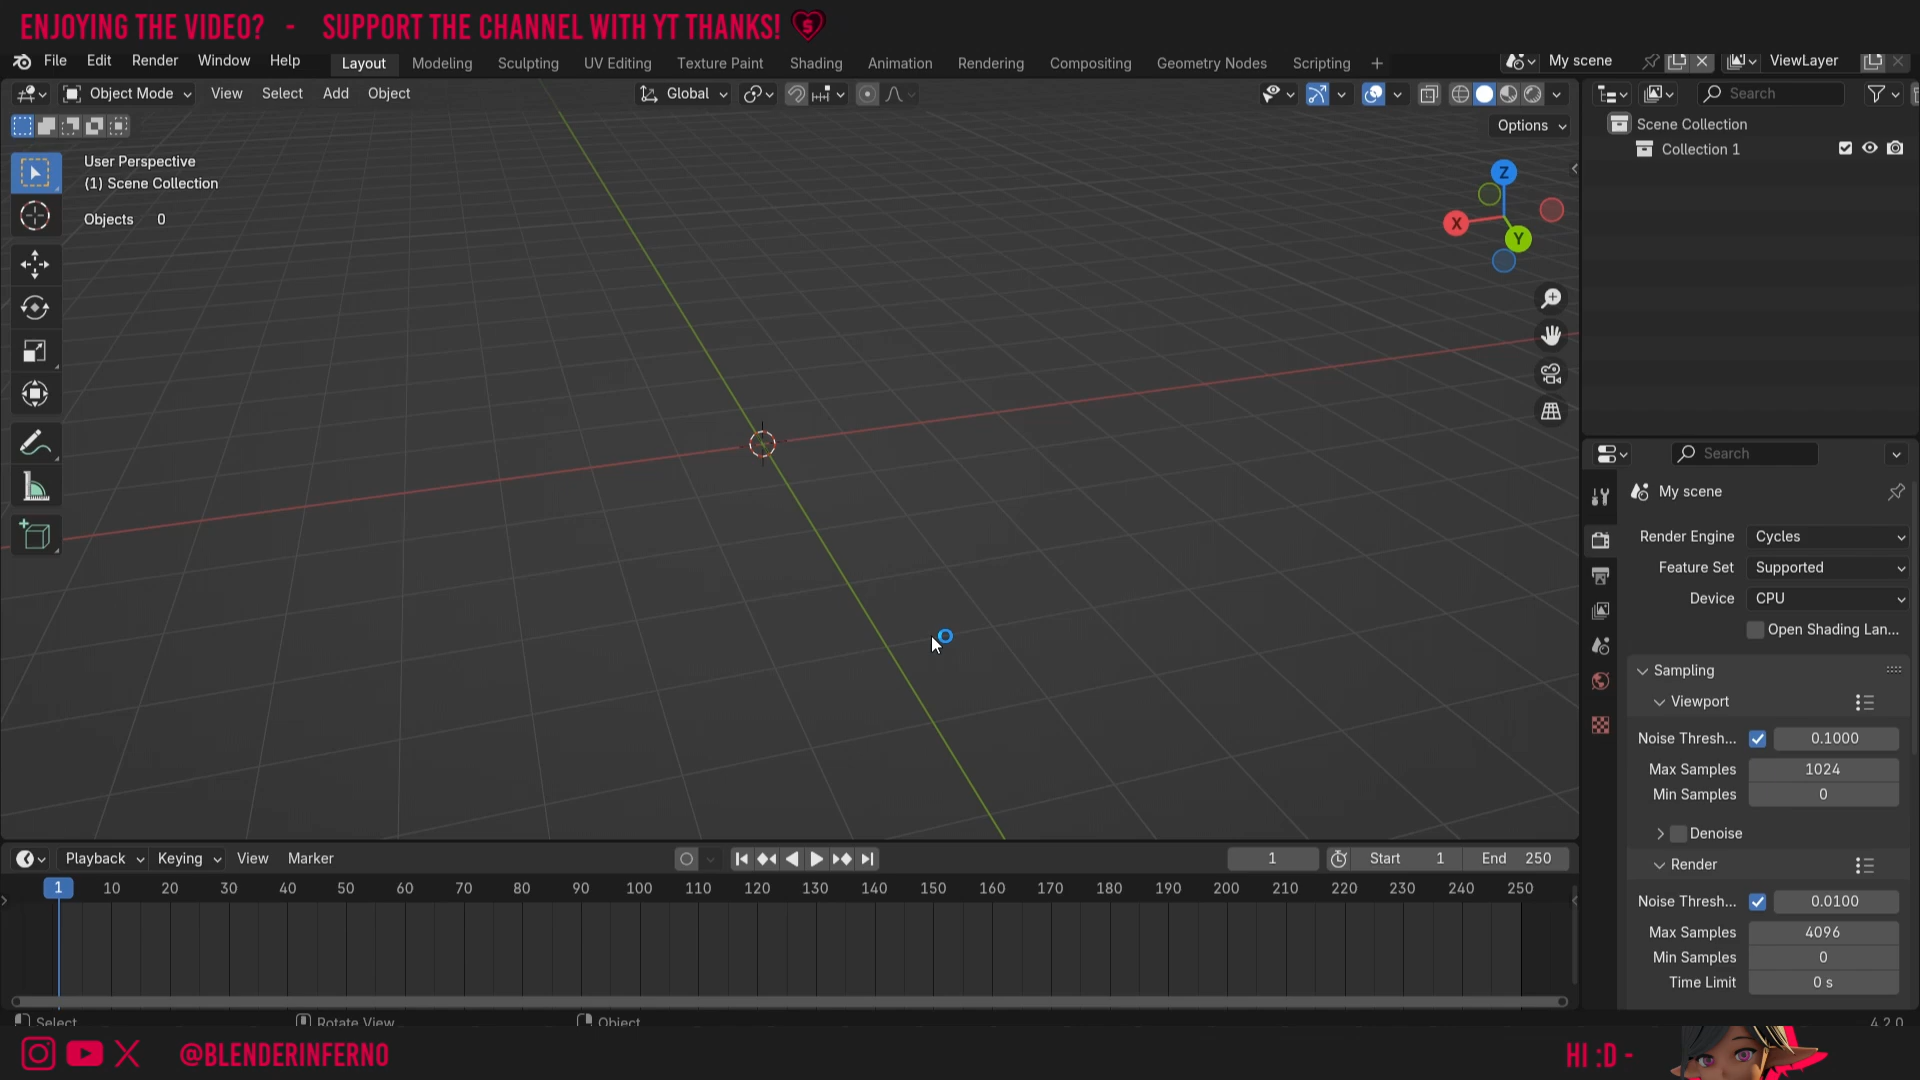 ENJOYING THE VIDEO? - SUPPORT THE CHANNEL WITH YT THANKS!
File Edit Render Window Help Layout Modeling Sculpting UV Editing Texture Paint Shading Animation Rendering Compositing Geometry Nodes Scripting + My scene ViewLayer
Object Mode View Select Add Object Global Search
Options
User Perspective
(1) Scene Collection
Objects 0
Z
X
Y
Scene Collection
Collection 1
Search
My scene
Render Engine Cycles
Feature Set Supported
Device CPU
Open Shading Lan...
Sampling
Viewport
Noise Thresh... 0.1000
Max Samples 1024
Min Samples 0
Denoise
Render
Noise Thresh... 0.0100
Max Samples 4096
Min Samples 0
Time Limit 0 s
Playback Keying View Marker 1 Start 1 End 250
1 10 20 30 40 50 60 70 80 90 100 110 120 130 140 150 160 170 180 190 200 210 220 230 240 250
Select Rotate View Object 4.2.0
@BLENDERINFERNO
HI :D -